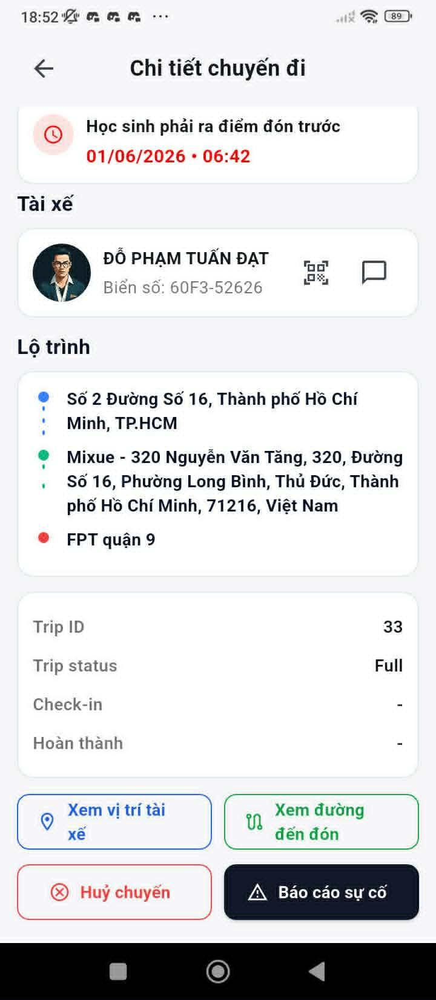 18:52
89
Chi tiết chuyến đi
Học sinh phải ra điểm đón trước
01/06/2026 • 06:42
Tài xế
ĐỖ PHẠM TUẤN ĐẠT
Biển số: 60F3-52626
Lộ trình
Số 2 Đường Số 16, Thành phố Hồ Chí
Minh, TP.HCM
Mixue - 320 Nguyễn Văn Tăng, 320, Đường
Số 16, Phường Long Bình, Thủ Đức, Thành
phố Hồ Chí Minh, 71216, Việt Nam
FPT quận 9
Trip ID 33
Trip status Full
Check-in -
Hoàn thành -
Xem vị trí tài
xế
Xem đường
đến đón
Huỷ chuyến
Báo cáo sự cố